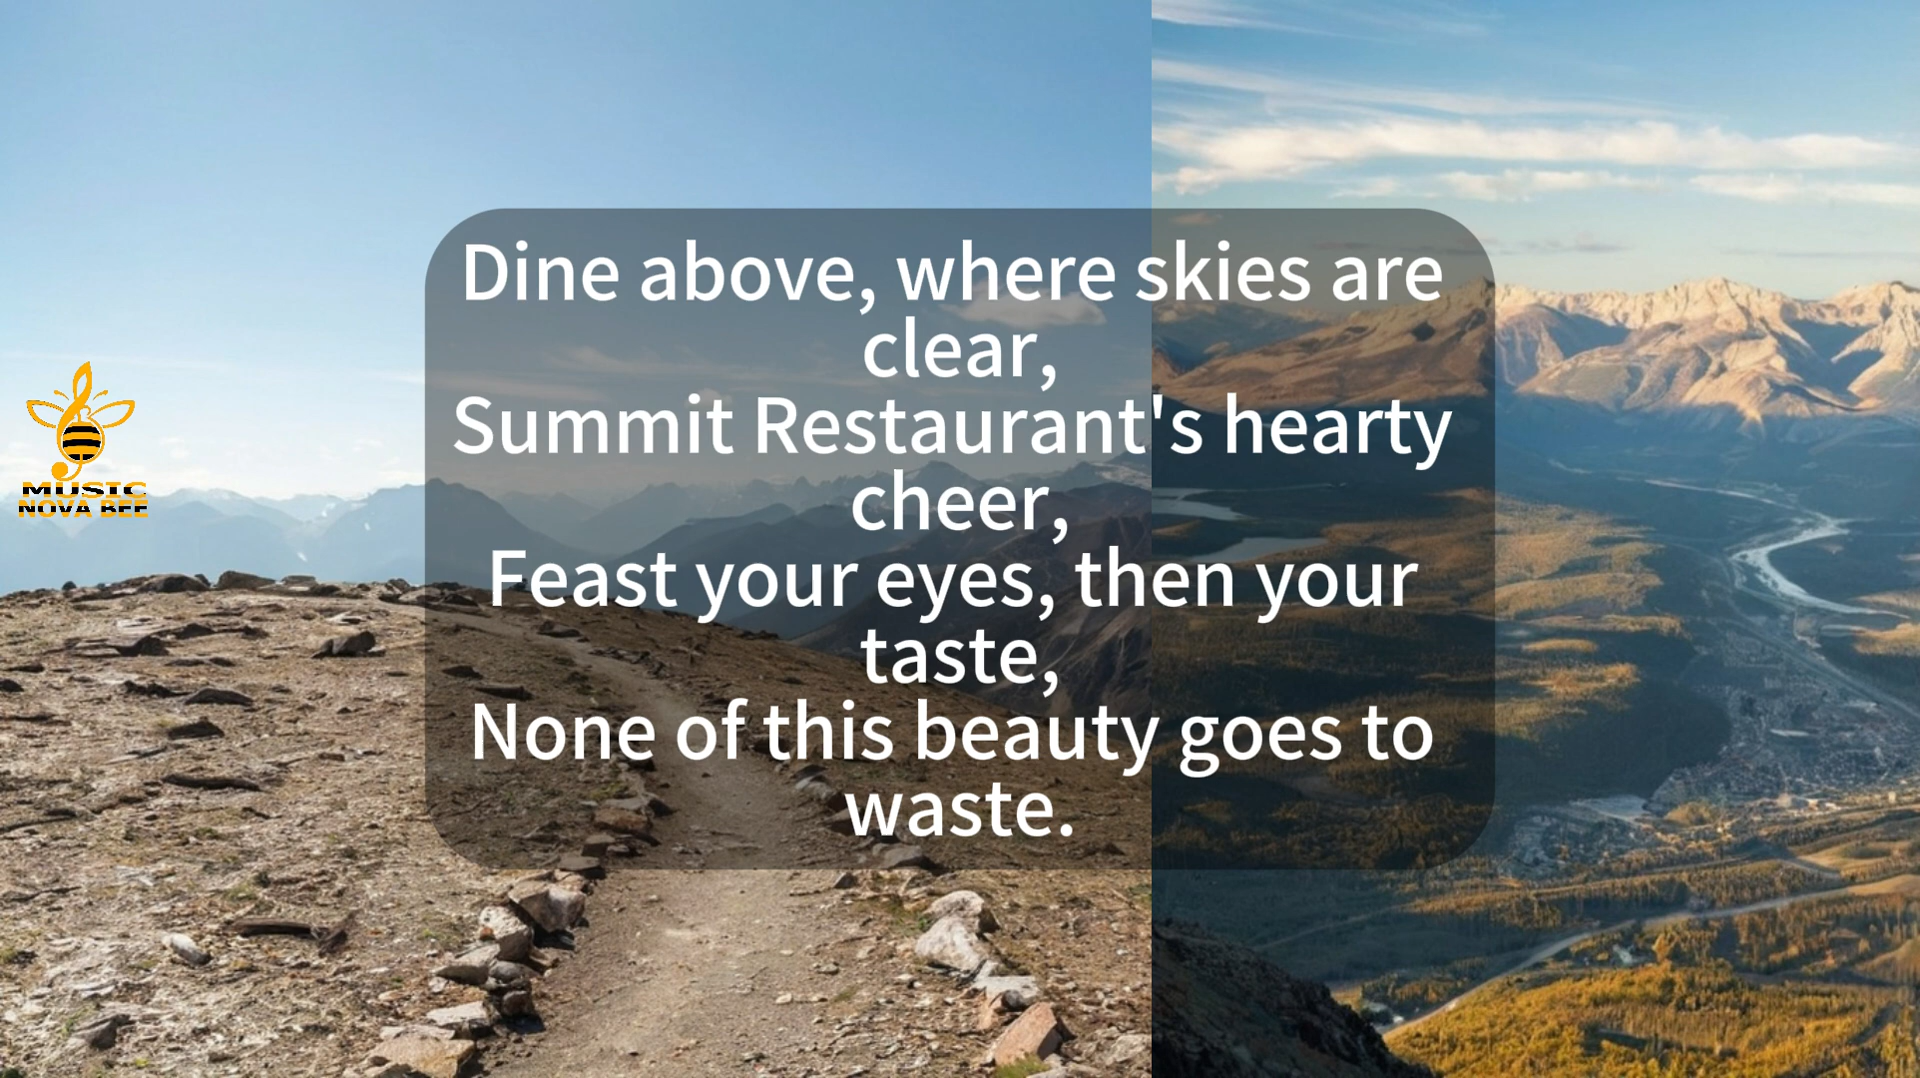 Dine above, where skies are
clear,
Summit Restaurant's hearty
cheer,
Feast your eyes, then your
taste,
None of this beauty goes to
waste.
MUSIC
NOVA BEE